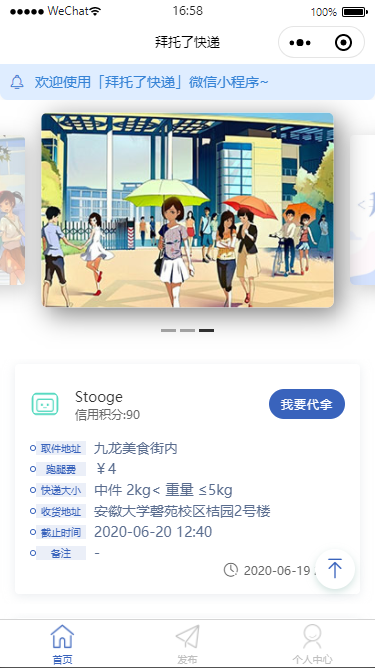 WeChat 16:58 100%
拜托了快递
欢迎使用「拜托了快递」微信小程序~
Stooge
信用积分:90
我要代拿
取件地址 九龙美食街内
跑腿费 ￥4
快递大小 中件 2kg< 重量 ≤5kg
收货地址 安徽大学磬苑校区桔园2号楼
截止时间 2020-06-20 12:40
备注 -
2020-06-19
首页 发布 个人中心